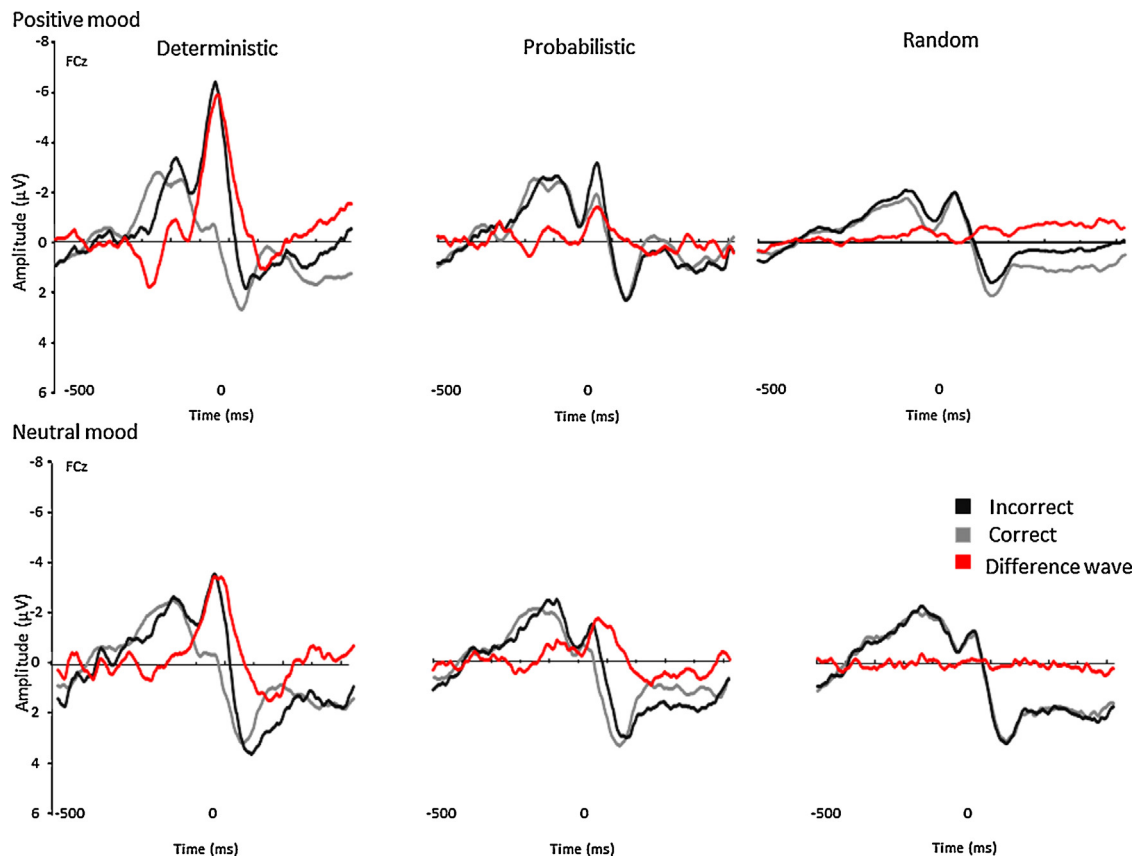 Positive mood
Deterministic
Probabilistic
Random
FCz
Amplitude (µV)
-8
-6
-4
-2
0
2
4
6
-500 0
-500 0
-500 0
Time (ms)
Time (ms)
Time (ms)
Neutral mood
FCz
Amplitude (µV)
-8
-6
-4
-2
0
2
4
6
Incorrect
Correct
Difference wave
-500 0
-500 0
-500 0
Time (ms)
Time (ms)
Time (ms)